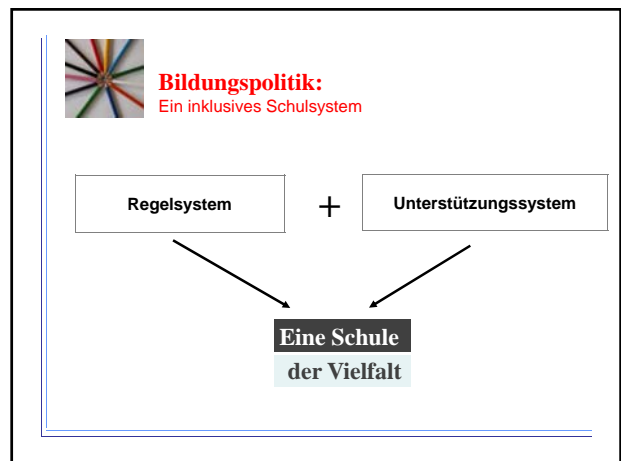 Bildungspolitik:
Ein inklusives Schulsystem
Regelsystem + Unterstützungssystem
Eine Schule
der Vielfalt